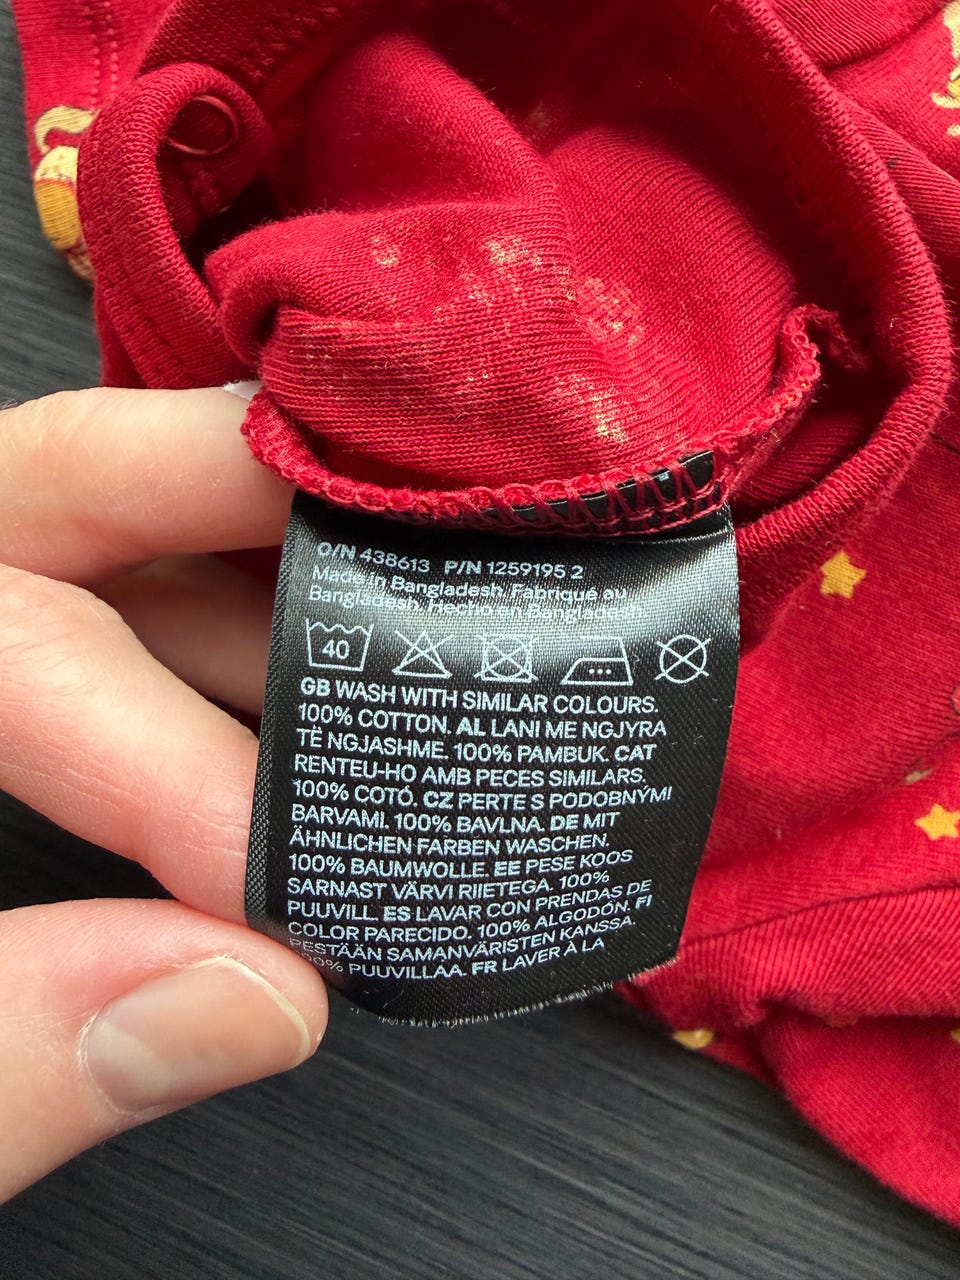 O/N 438613 P/N 1259195 2
Made in Bangladesh, Fabriqué au
Bangladesh, Hecho en Bangladesh
40
GB WASH WITH SIMILAR COLOURS.
100% COTTON. AL LANI ME NGJYRA
TË NGJASHME. 100% PAMBUK. CAT
RENTEU-HO AMB PECES SIMILARS.
100% COTÓ. CZ PERTE S PODOBNÝMI
BARVAMI. 100% BAVLNA. DE MIT
ÄHNLICHEN FARBEN WASCHEN.
100% BAUMWOLLE. EE PESE KOOS
SARNAST VÄRVI RIIETEGA. 100%
PUUVILL. ES LAVAR CON PRENDAS DE
COLOR PARECIDO. 100% ALGODÓN. FI
PESTÄÄN SAMANVÄRISTEN KANSSA.
100% PUUVILLAA. FR LAVER À LA